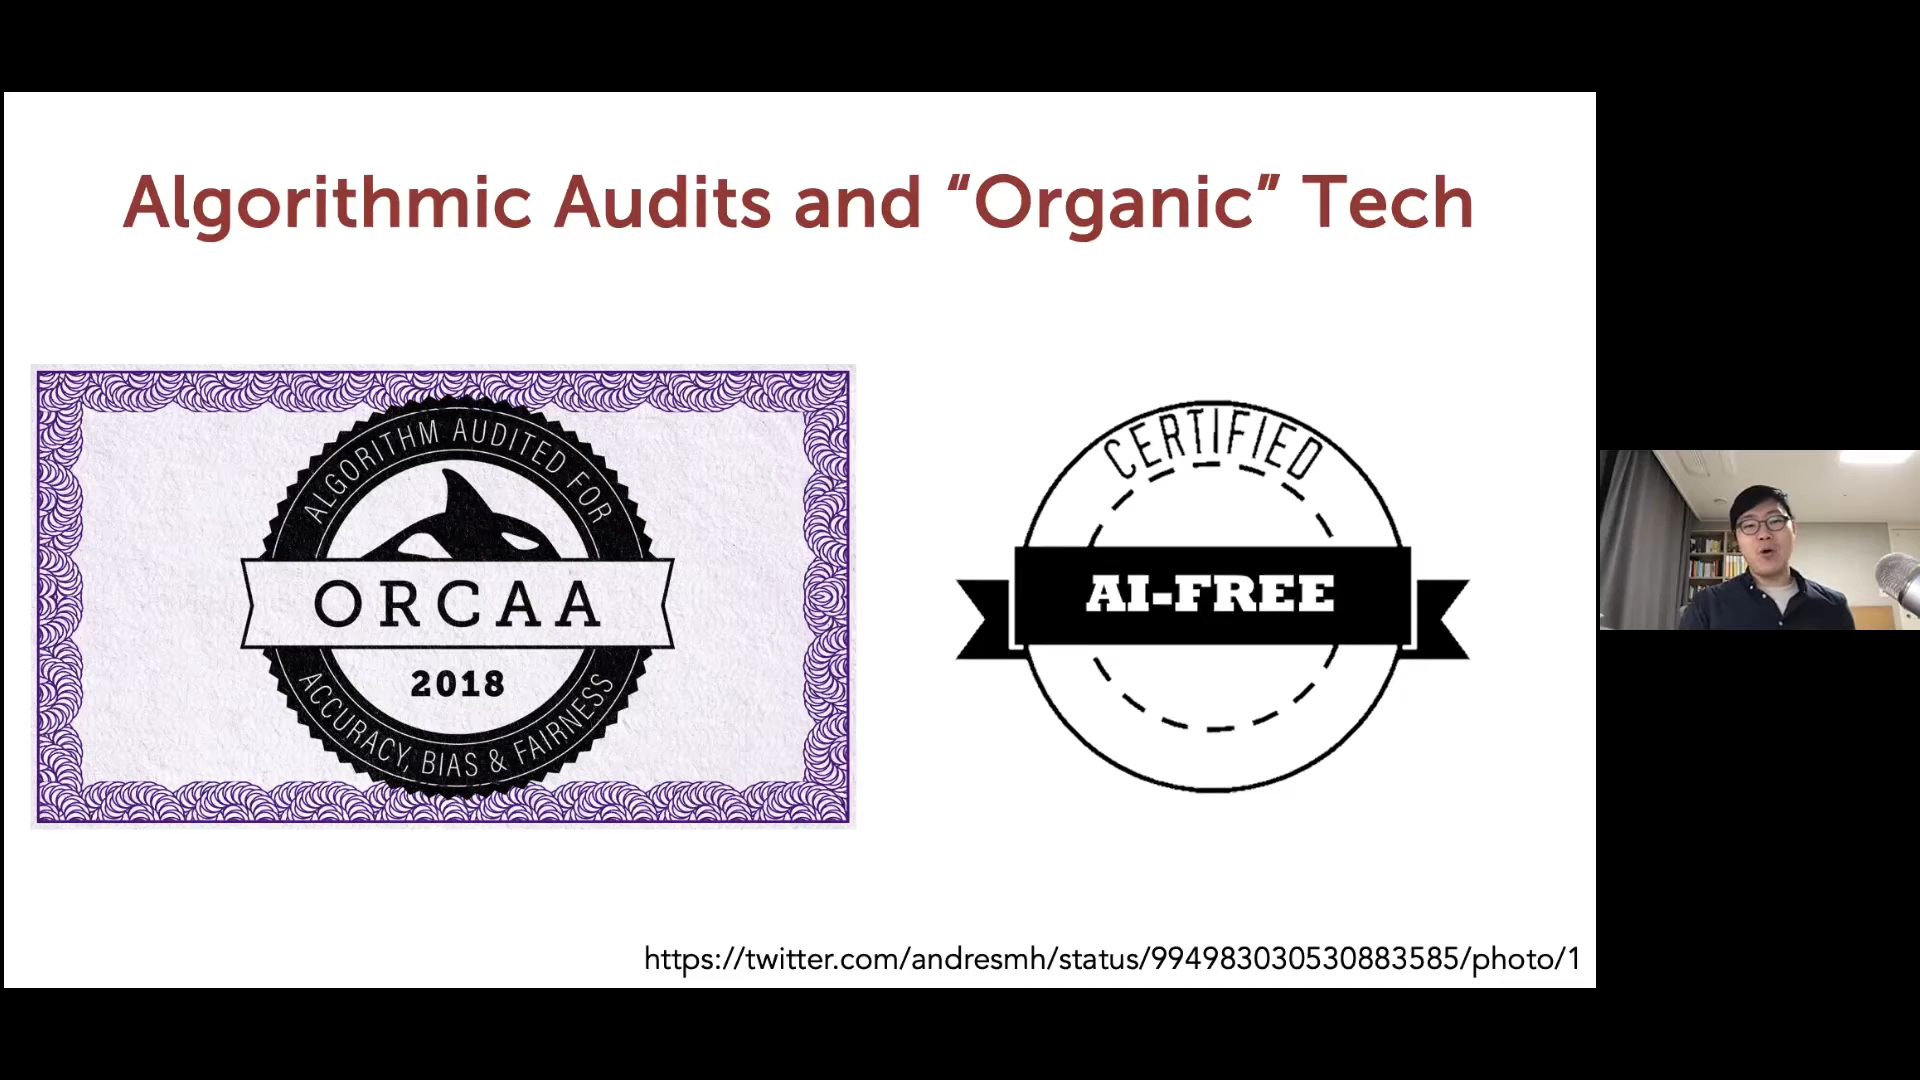 Algorithmic Audits and “Organic” Tech
ALGORITHM AUDITED FOR
ORCAA
2018
ACCURACY, BIAS & FAIRNESS
CERTIFIED
AI-FREE
https://twitter.com/andresmh/status/994983030530883585/photo/1